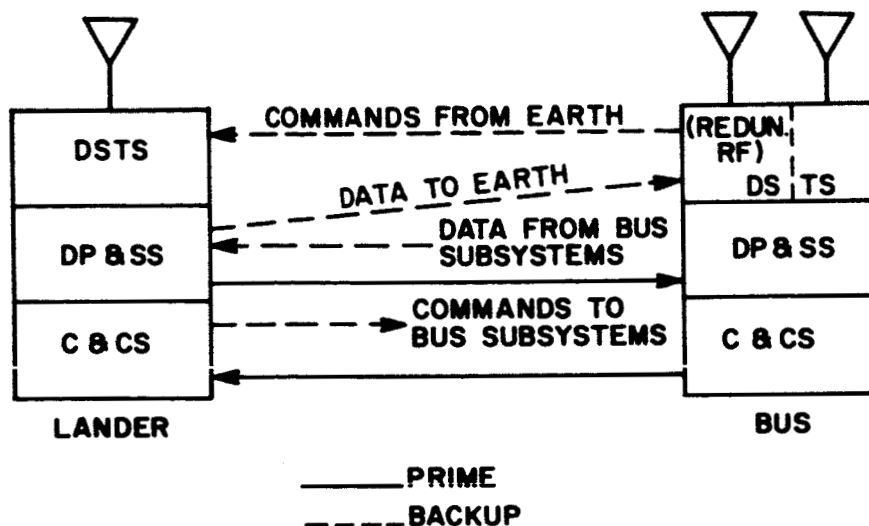 COMMANDS FROM EARTH
(REDUN.
RF)
DSTS
DS TS
DATA TO EARTH
DATA FROM BUS
SUBSYSTEMS
DP & SS
DP & SS
COMMANDS TO
BUS SUBSYSTEMS
C & CS
C & CS
LANDER
BUS
PRIME
BACKUP